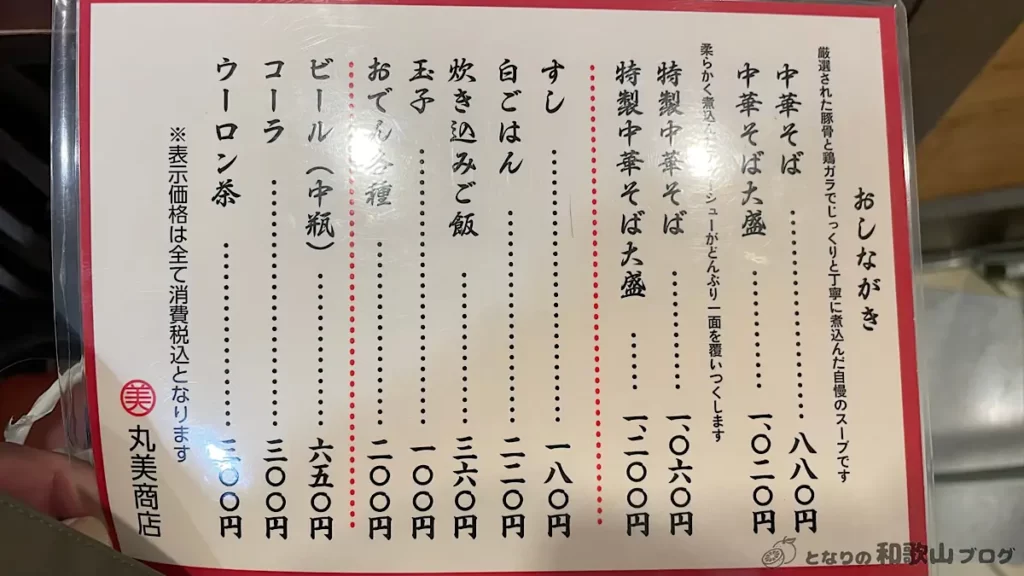 おしながき
厳選された豚骨と鶏ガラでじっくりと丁寧に煮込んだ自慢のスープです
中華そば 八八〇円
中華そば大盛 一、〇二〇円
柔らかく煮込ん シューがどんぶり一面を覆いつくします
特製中華そば 一、〇六〇円
特製中華そば大盛 一、二〇〇円
すし 一八〇円
白ごはん 二二〇円
炊き込みご飯 三六〇円
玉子 一〇〇円
おでん各種 二〇〇円
ビール（中瓶） 六五〇円
コーラ 三〇〇円
ウーロン茶 三〇〇円
※表示価格は全て消費税込となります
美 丸美商店
となりの和歌山ブログ